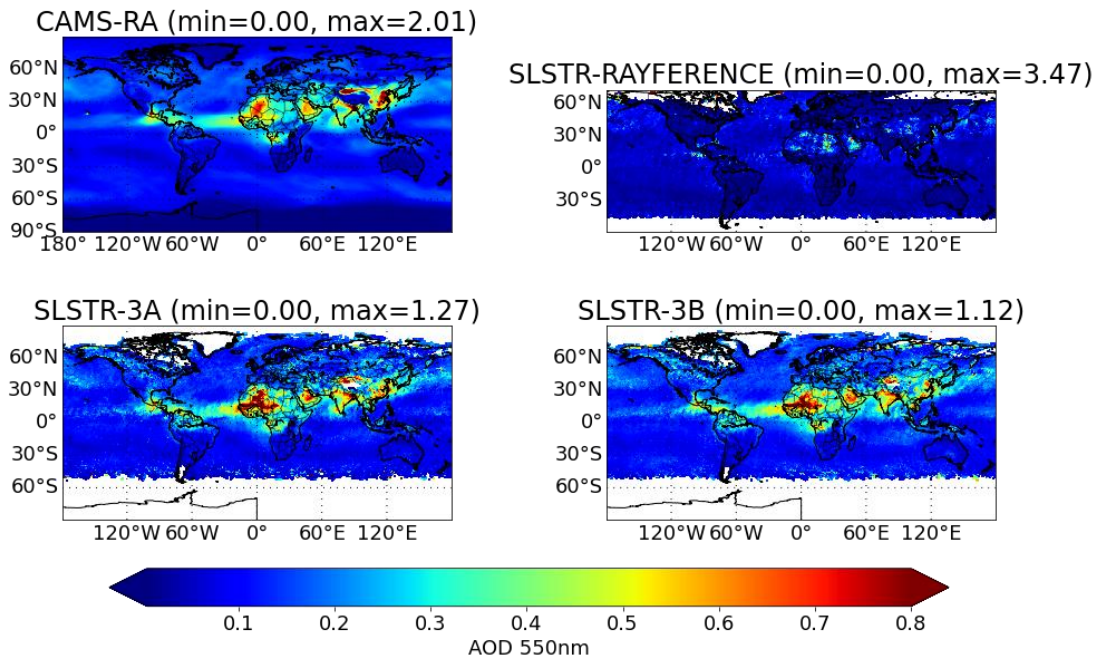 CAMS-RA (min=0.00, max=2.01)
60°N
30°N
0°
30°S
60°S
90°S
180° 120°W 60°W 0° 60°E 120°E
SLSTR-RAYFERENCE (min=0.00, max=3.47)
60°N
30°N
0°
30°S
120°W 60°W 0° 60°E 120°E
SLSTR-3A (min=0.00, max=1.27)
60°N
30°N
0°
30°S
60°S
120°W 60°W 0° 60°E 120°E
SLSTR-3B (min=0.00, max=1.12)
60°N
30°N
0°
30°S
60°S
120°W 60°W 0° 60°E 120°E
0.1 0.2 0.3 0.4 0.5 0.6 0.7 0.8
AOD 550nm